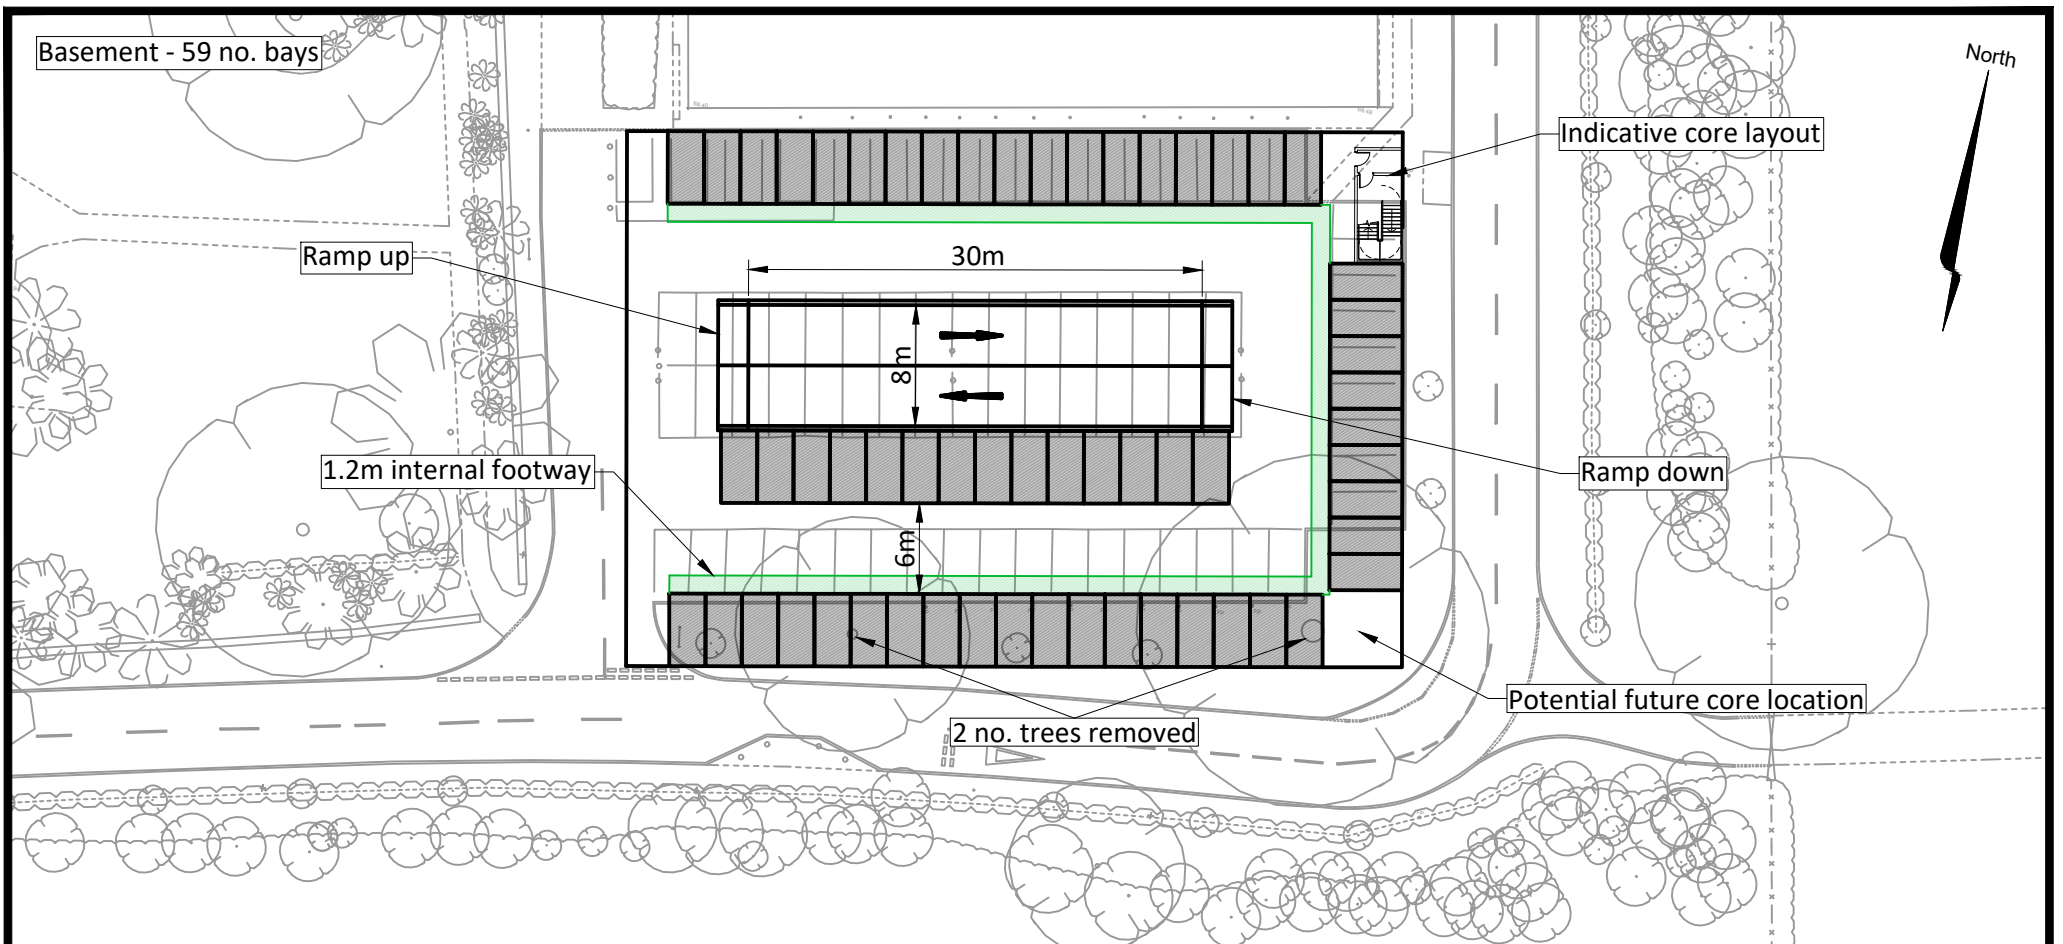 Basement - 59 no. bays
North
Indicative core layout
Ramp up
30m
8m
1.2m internal footway
Ramp down
6m
Potential future core location
2 no. trees removed